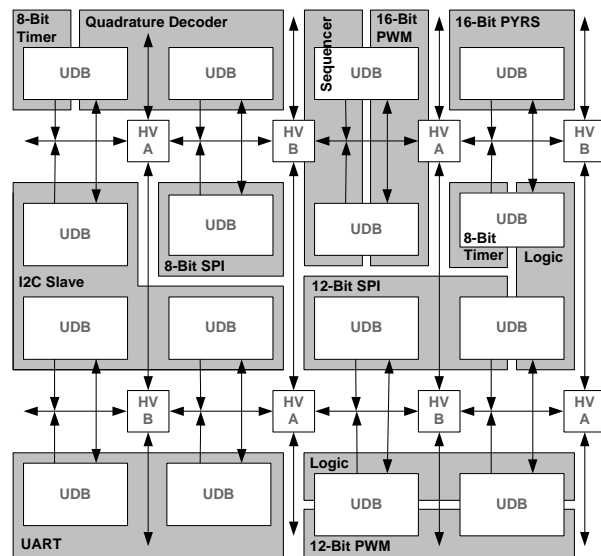 8-Bit
Timer
Quadrature Decoder
Sequencer
16-Bit
PWM
16-Bit PYRS
UDB
UDB
UDB
UDB
HV
A
HV
B
HV
A
HV
B
UDB
UDB
UDB
UDB
8-Bit SPI
8-Bit
Timer
Logic
I2C Slave
12-Bit SPI
UDB
UDB
UDB
UDB
HV
B
HV
A
HV
B
HV
A
Logic
UDB
UDB
UDB
UDB
UART
12-Bit PWM